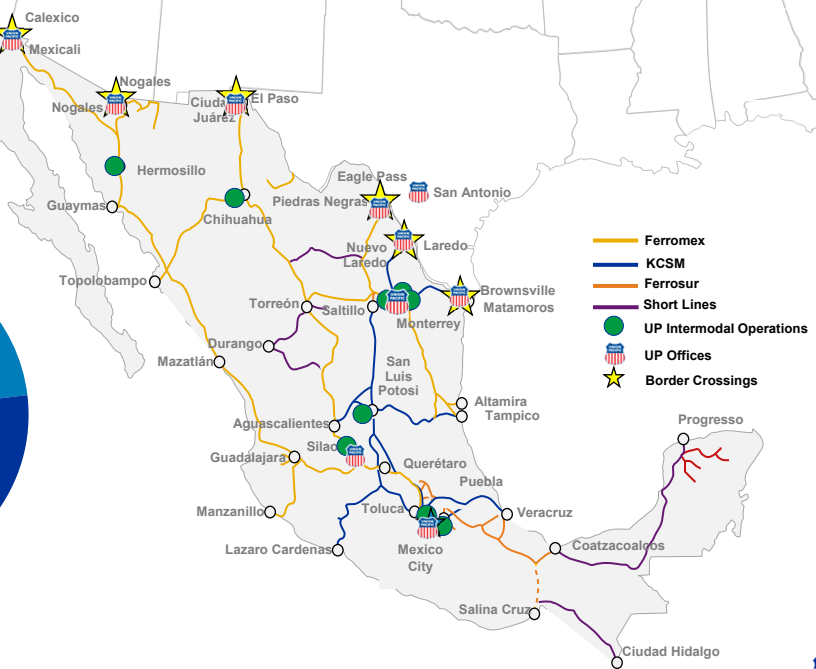 Calexico
Mexicali
Nogales
Nogales
Ciudad
Juárez
El Paso
Hermosillo
Eagle Pass
San Antonio
Guaymas
Chihuahua
Piedras Negras
Nuevo
Laredo
Laredo
Ferromex
KCSM
Ferrosur
Short Lines
UP Intermodal Operations
UP Offices
Border Crossings
Topolobampo
Torreón
Saltillo
UNION
PACIFIC
Monterrey
Brownsville
Matamoros
Durango
Mazatlán
San
Luis
Potosi
Altamira
Tampico
Aguascalientes
Silao
Guadalajara
Querétaro
Puebla
Progresso
Manzanillo
Toluca
Veracruz
Lazaro Cardenas
Mexico
City
Coatzacoalcos
Salina Cruz
Ciudad Hidalgo